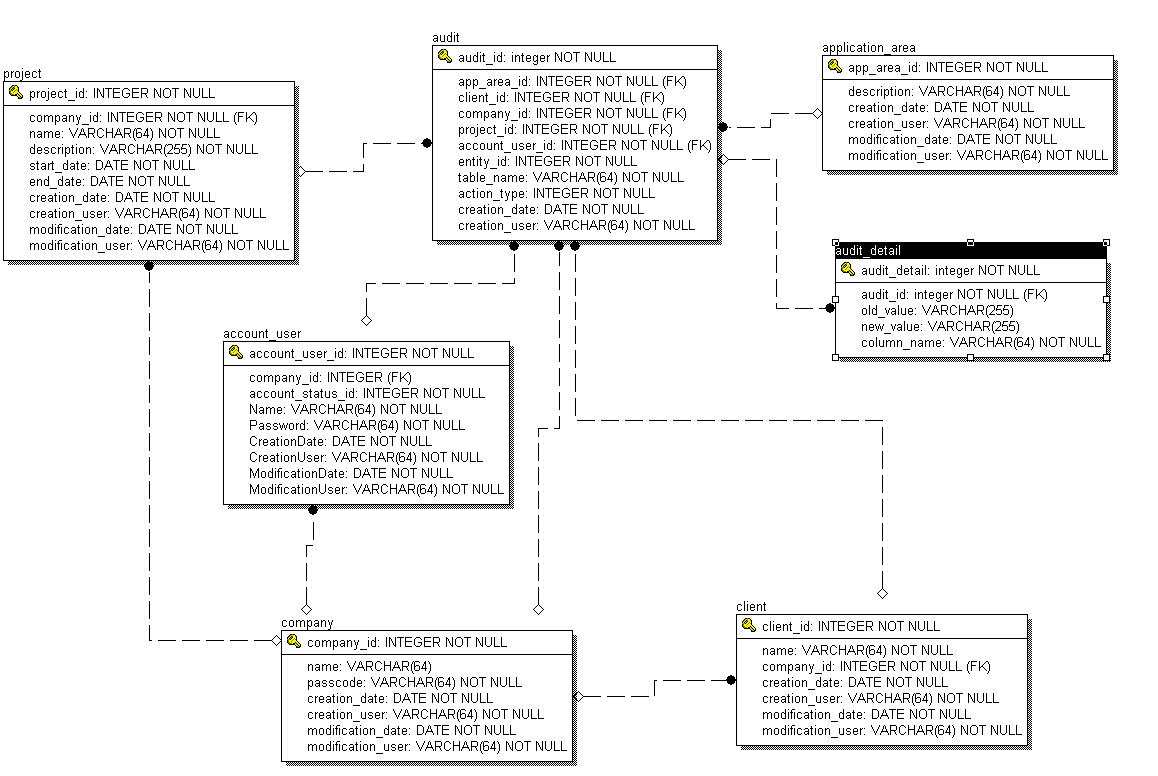 project
project_id: INTEGER NOT NULL
company_id: INTEGER NOT NULL (FK)
name: VARCHAR(64) NOT NULL
description: VARCHAR(255) NOT NULL
start_date: DATE NOT NULL
end_date: DATE NOT NULL
creation_date: DATE NOT NULL
creation_user: VARCHAR(64) NOT NULL
modification_date: DATE NOT NULL
modification_user: VARCHAR(64) NOT NULL
audit
audit_id: integer NOT NULL
app_area_id: INTEGER NOT NULL (FK)
client_id: INTEGER NOT NULL (FK)
company_id: INTEGER NOT NULL (FK)
project_id: INTEGER NOT NULL (FK)
account_user_id: INTEGER NOT NULL (FK)
entity_id: INTEGER NOT NULL
table_name: VARCHAR(64) NOT NULL
action_type: INTEGER NOT NULL
creation_date: DATE NOT NULL
creation_user: VARCHAR(64) NOT NULL
application_area
app_area_id: INTEGER NOT NULL
description: VARCHAR(64) NOT NULL
creation_date: DATE NOT NULL
creation_user: VARCHAR(64) NOT NULL
modification_date: DATE NOT NULL
modification_user: VARCHAR(64) NOT NULL
audit_detail
audit_detail: integer NOT NULL
audit_id: integer NOT NULL (FK)
old_value: VARCHAR(255)
new_value: VARCHAR(255)
column_name: VARCHAR(64) NOT NULL
account_user
account_user_id: INTEGER NOT NULL
company_id: INTEGER (FK)
account_status_id: INTEGER NOT NULL
Name: VARCHAR(64) NOT NULL
Password: VARCHAR(64) NOT NULL
CreationDate: DATE NOT NULL
CreationUser: VARCHAR(64) NOT NULL
ModificationDate: DATE NOT NULL
ModificationUser: VARCHAR(64) NOT NULL
company
company_id: INTEGER NOT NULL
name: VARCHAR(64)
passcode: VARCHAR(64) NOT NULL
creation_date: DATE NOT NULL
creation_user: VARCHAR(64) NOT NULL
modification_date: DATE NOT NULL
modification_user: VARCHAR(64) NOT NULL
client
client_id: INTEGER NOT NULL
name: VARCHAR(64) NOT NULL
company_id: INTEGER NOT NULL (FK)
creation_date: DATE NOT NULL
creation_user: VARCHAR(64) NOT NULL
modification_date: DATE NOT NULL
modification_user: VARCHAR(64) NOT NULL